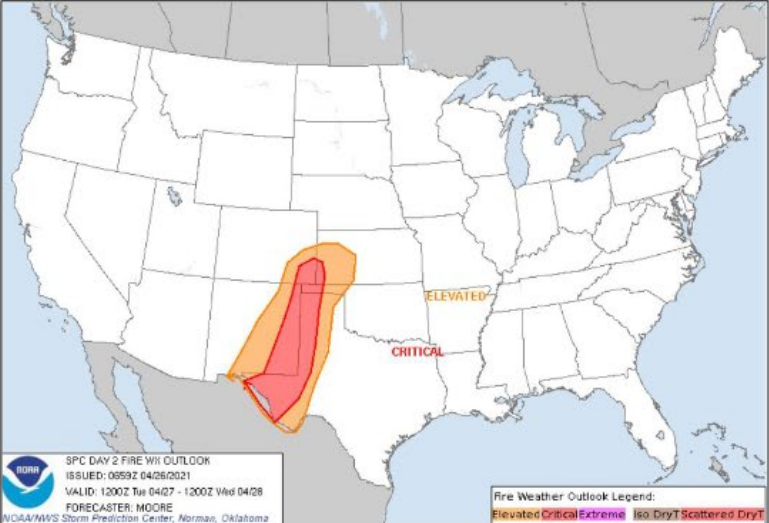 ELEVATED
CRITICAL
NOAA
SPC DAY 2 FIRE WX OUTLOOK
ISSUED: 0659Z 04/26/2021
VALID: 1200Z Tue 04/27 - 1200Z Wed 04/28
FORECASTER: MOORE
NOAA/NWS Storm Prediction Center, Norman, Oklahoma
Fire Weather Outlook Legend:
Elevated Critical Extreme Iso DryT Scattered DryT